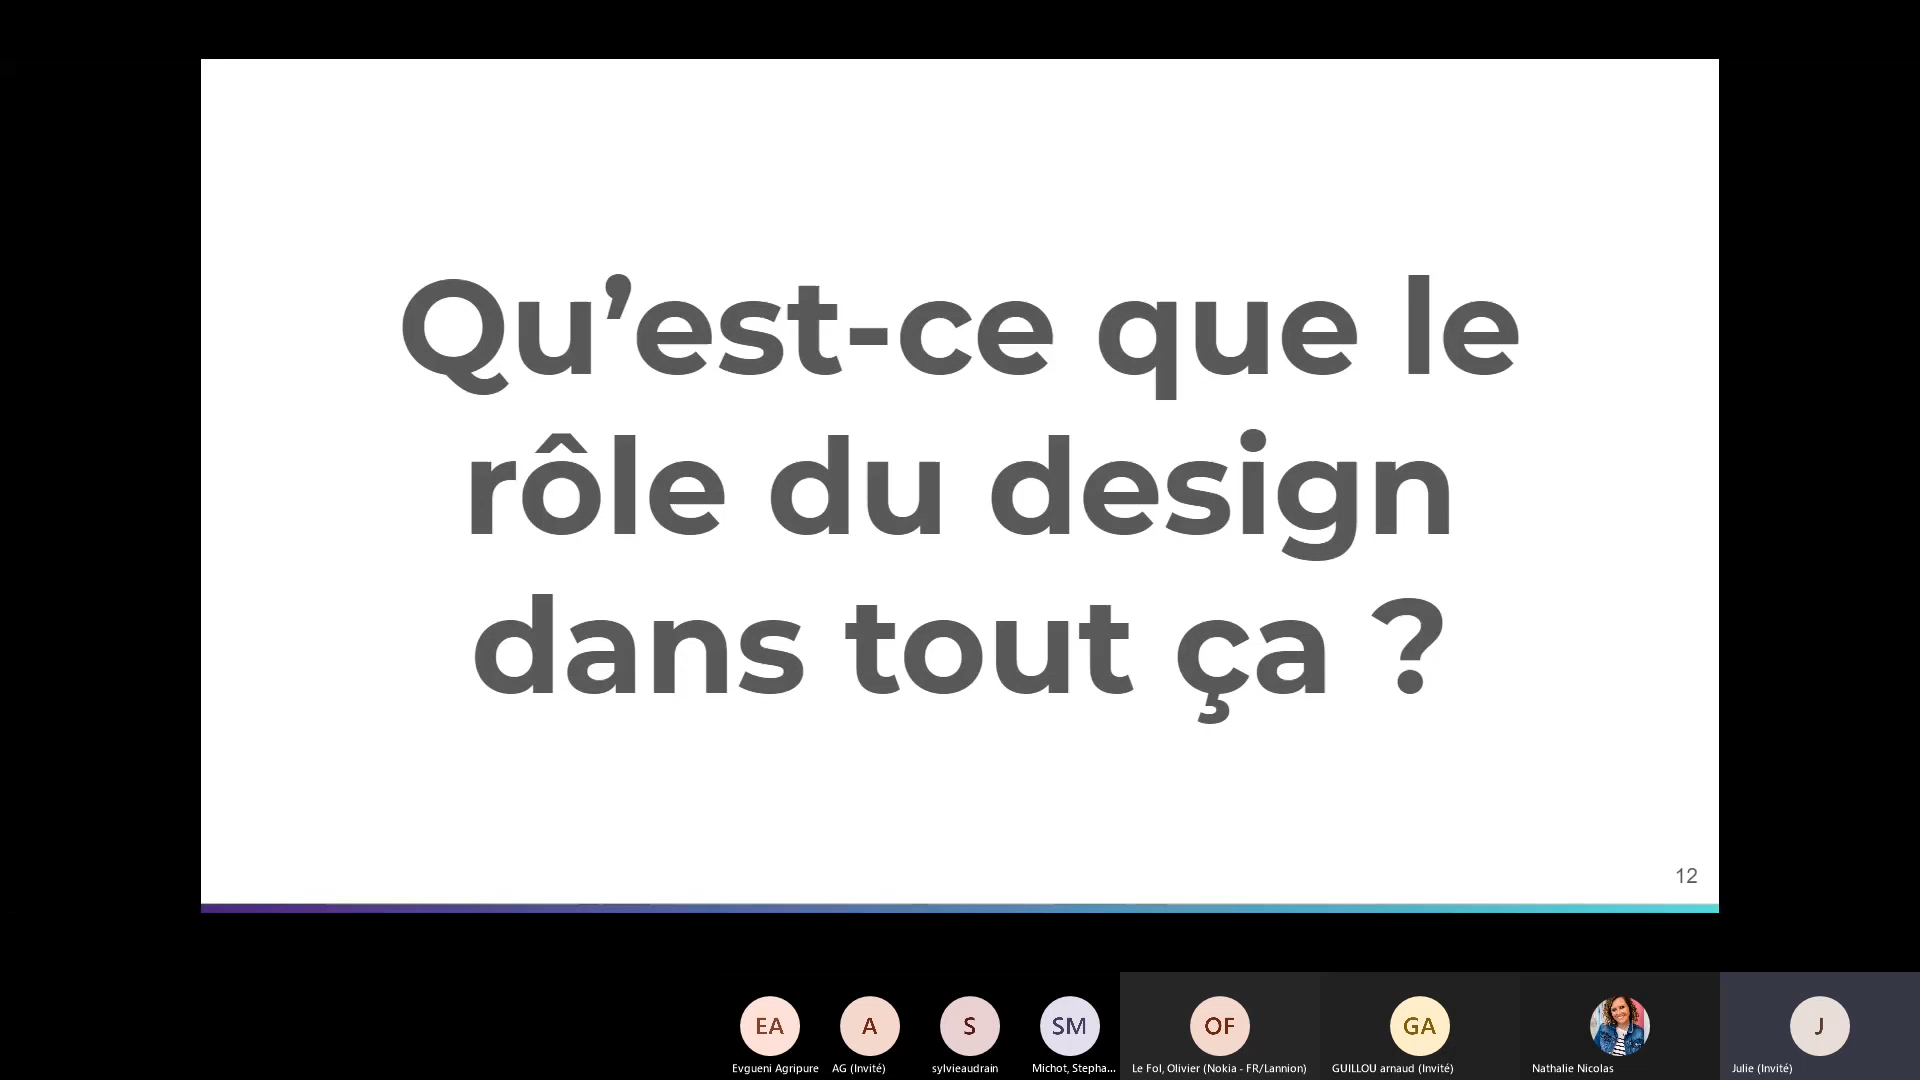 Qu’est-ce que le
rôle du design
dans tout ça ?
12
EA
A
S
SM
OF
GA
J
Evgueni Agripure
AG (Invité)
sylvieaudrain
Michot, Stepha...
Le Fol, Olivier (Nokia - FR/Lannion)
GUILLOU arnaud (Invité)
Nathalie Nicolas
Julie (Invité)